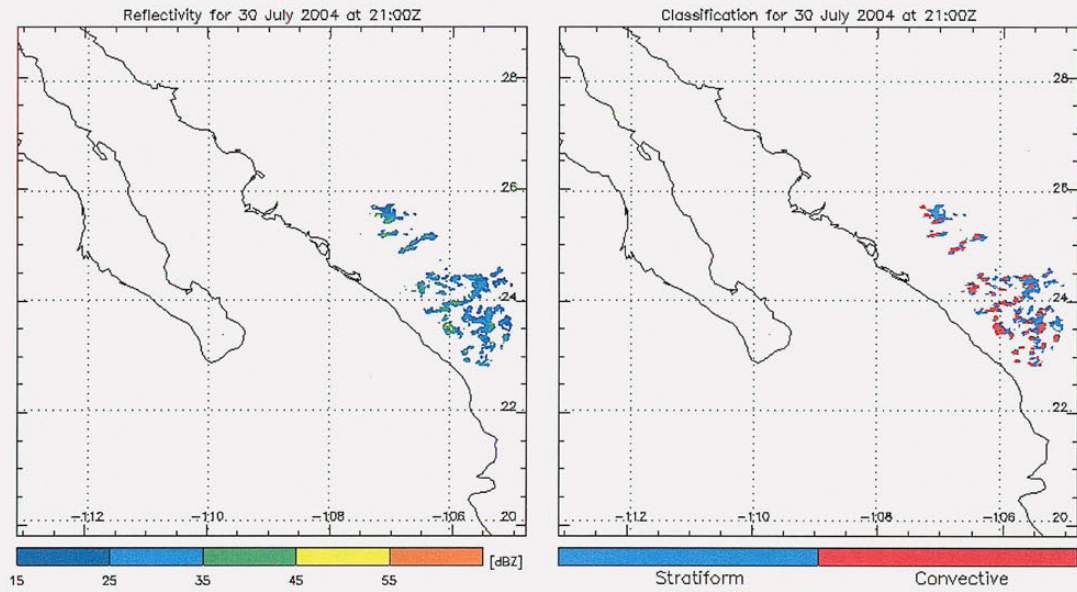 Reflectivity for 30 July 2004 at 21:00Z
28
26
24
22
-112 -110 -108 -106 20
[dBZ]
15 25 35 45 55
Classification for 30 July 2004 at 21:00Z
28
26
24
22
-112 -110 -108 -106 20
Stratiform Convective